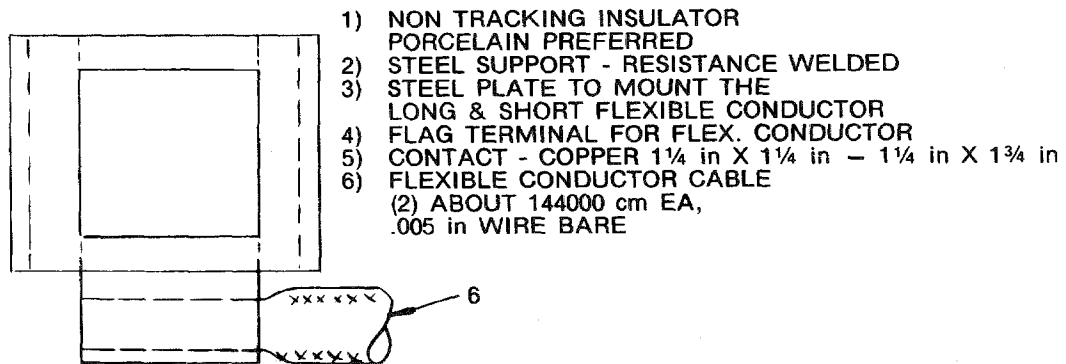 1) NON TRACKING INSULATOR
PORCELAIN PREFERRED
2) STEEL SUPPORT - RESISTANCE WELDED
3) STEEL PLATE TO MOUNT THE
LONG & SHORT FLEXIBLE CONDUCTOR
4) FLAG TERMINAL FOR FLEX. CONDUCTOR
5) CONTACT - COPPER 1¼ in X 1¼ in – 1¼ in X 1¾ in
6) FLEXIBLE CONDUCTOR CABLE
(2) ABOUT 144000 cm EA,
.005 in WIRE BARE
6